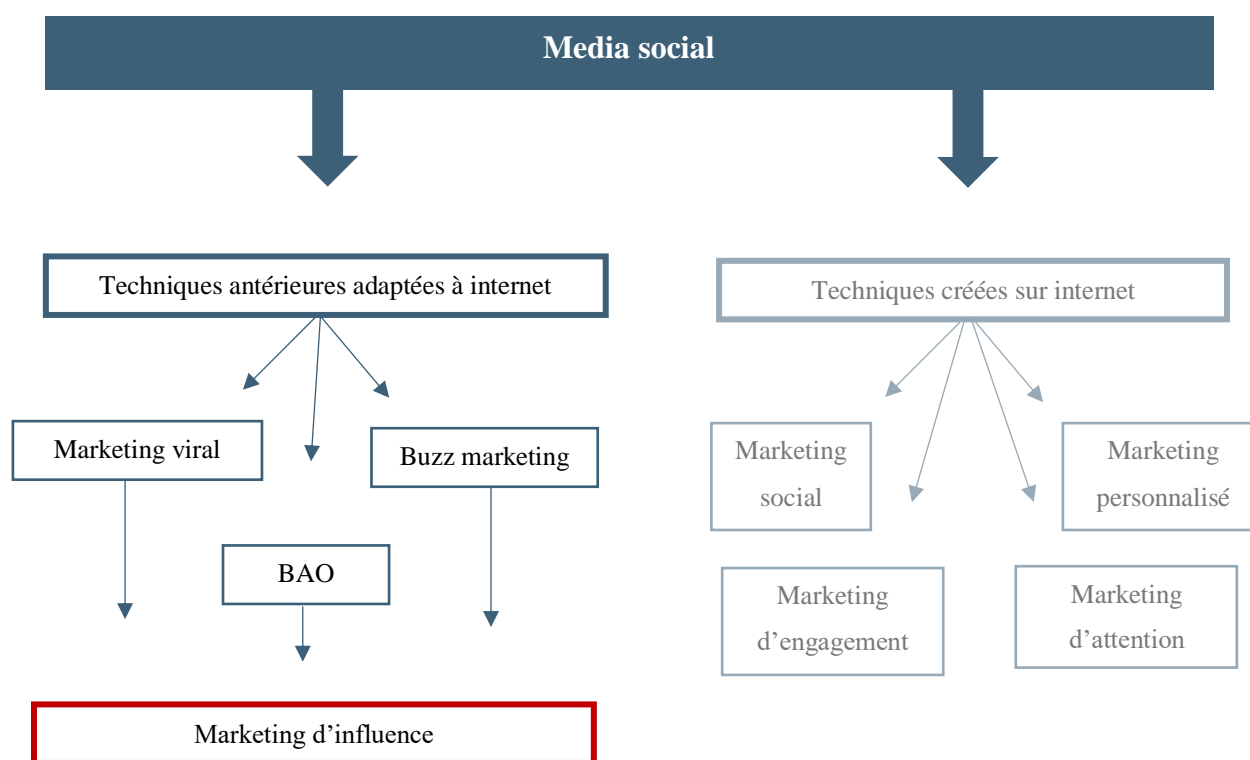 Media social
Techniques antérieures adaptées à internet
Techniques créées sur internet
Marketing viral
Buzz marketing
BAO
Marketing
social
Marketing
personnalisé
Marketing
d’engagement
Marketing
d’attention
Marketing d’influence